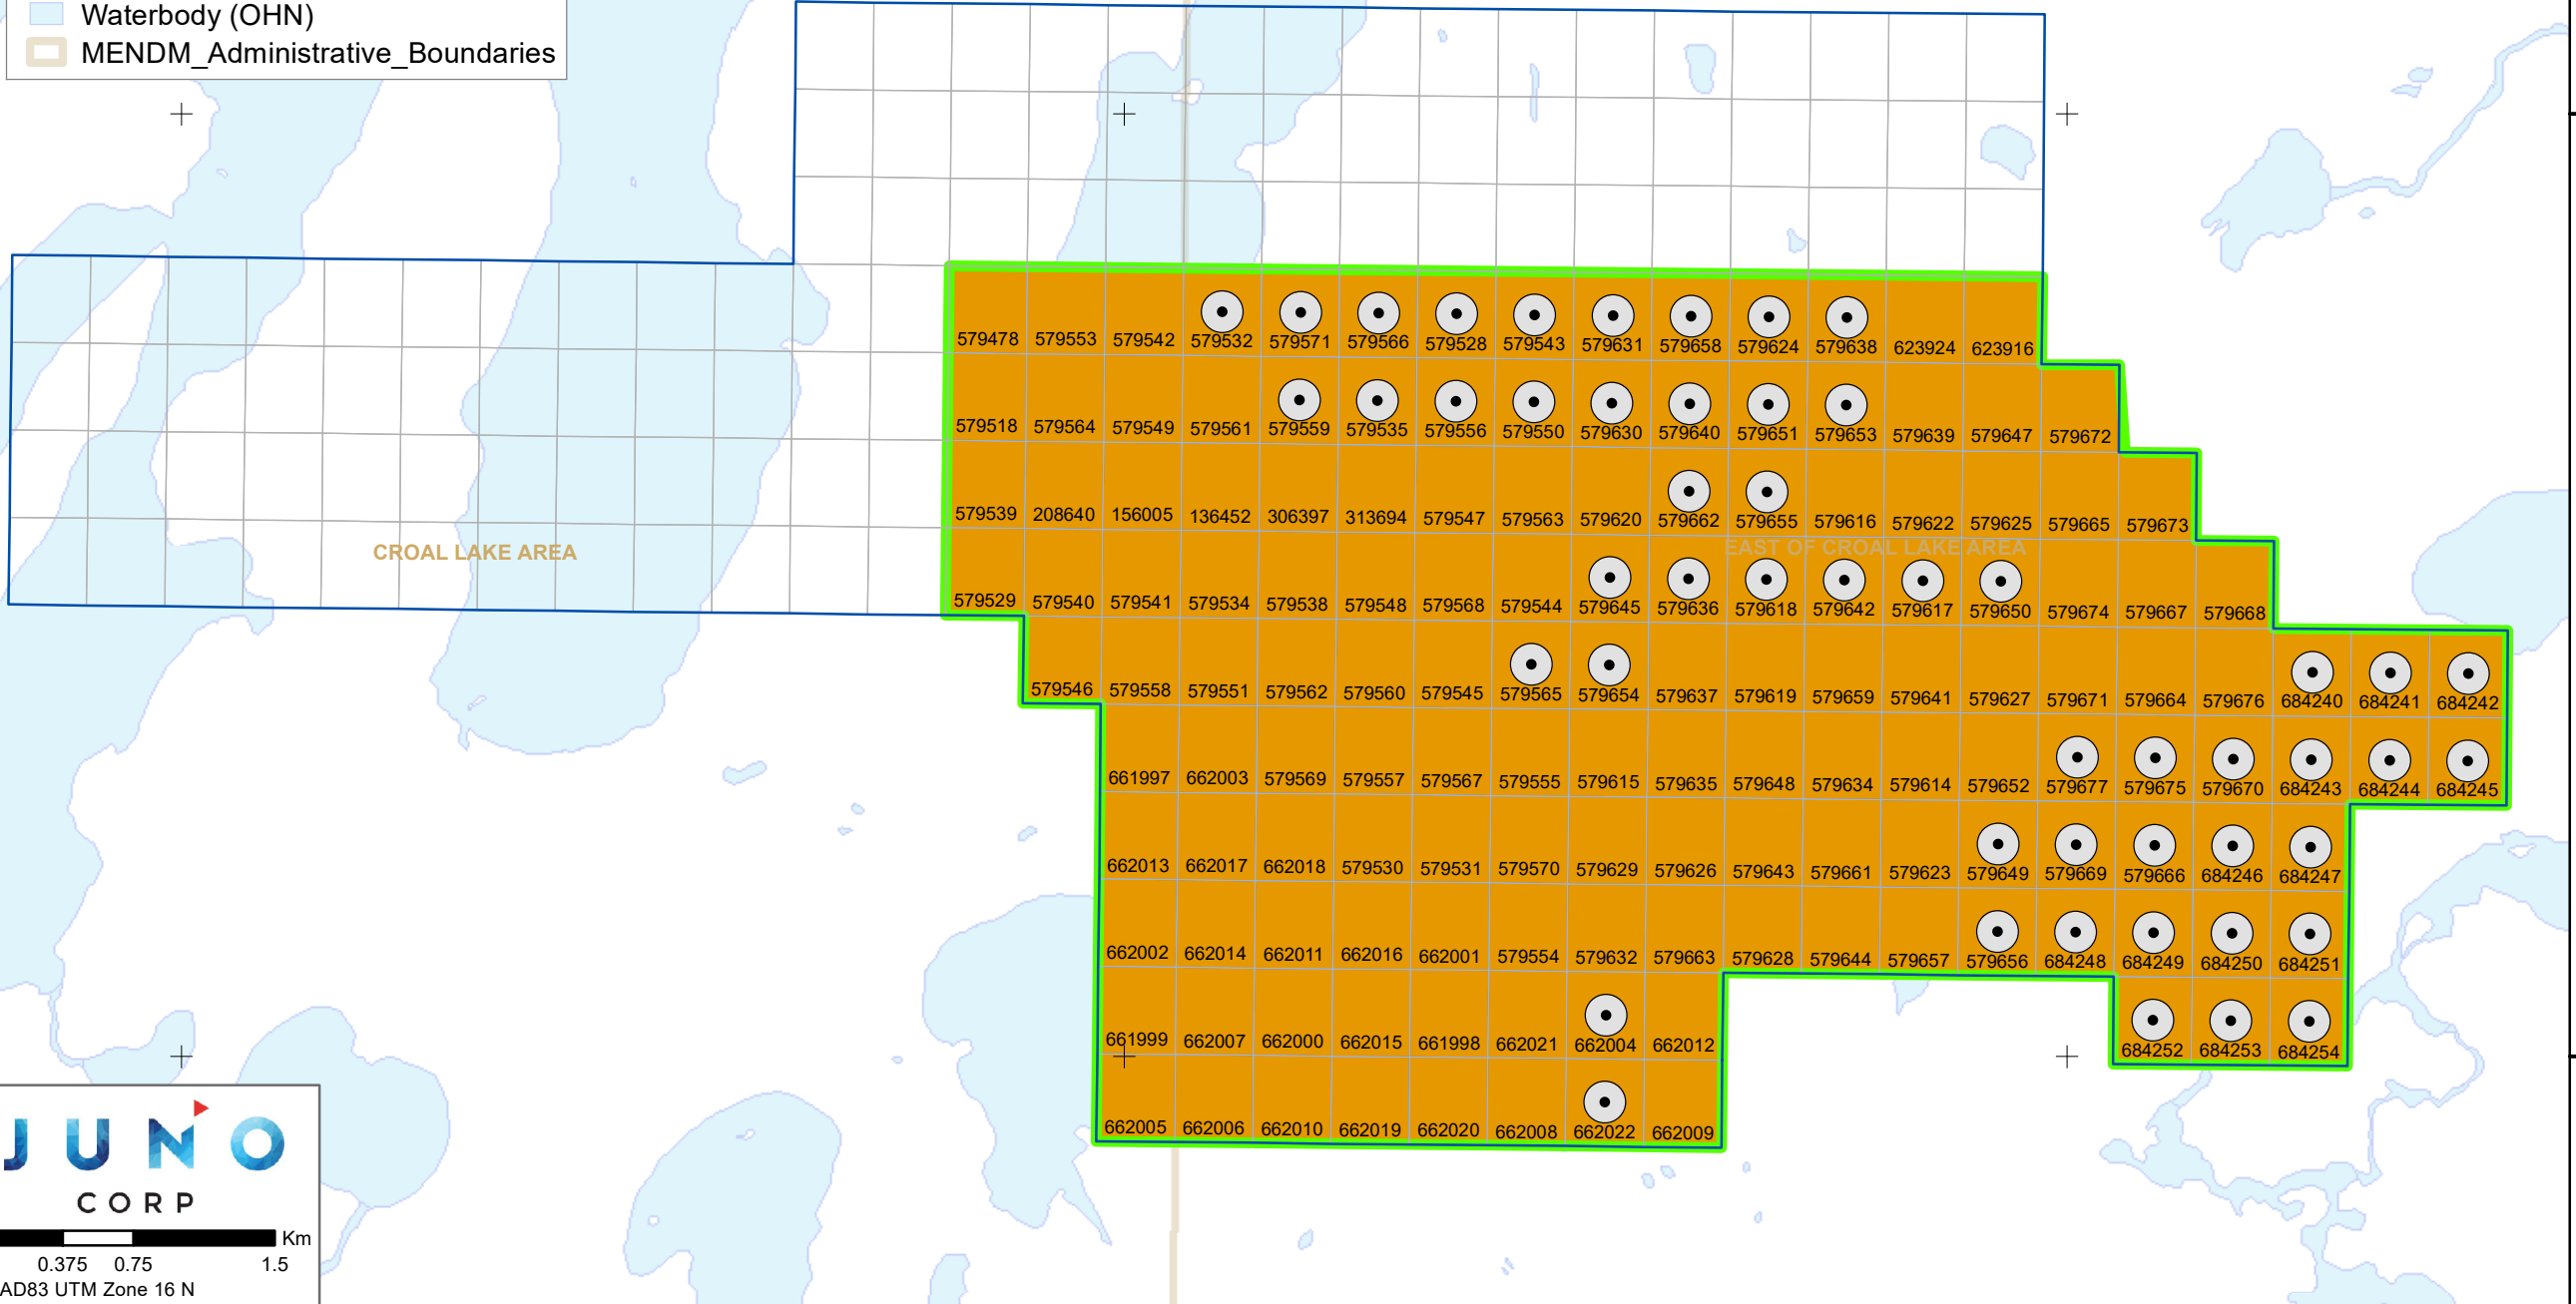 Waterbody (OHN)
MENDM_Administrative_Boundaries
579478 579553 579542 579532 579571 579566 579528 579543 579631 579658 579624 579638 623924 623916
579518 579564 579549 579561 579559 579535 579556 579550 579630 579640 579651 579653 579639 579647 579672
579539 208640 156005 136452 306397 313694 579547 579563 579620 579662 579655 579616 579622 579625 579665 579673
CROAL LAKE AREA
EAST OF CROAL LAKE AREA
579529 579540 579541 579534 579538 579548 579568 579544 579645 579636 579618 579642 579617 579650 579674 579667 579668
579546 579558 579551 579562 579560 579545 579565 579654 579637 579619 579659 579641 579627 579671 579664 579676 684240 684241 684242
661997 662003 579569 579557 579567 579555 579615 579635 579648 579634 579614 579652 579677 579675 579670 684243 684244 684245
662013 662017 662018 579530 579531 579570 579629 579626 579643 579661 579623 579649 579669 579666 684246 684247
662002 662014 662011 662016 662001 579554 579632 579663 579628 579644 579657 579656 684248 684249 684250 684251
661999 662007 662000 662015 661998 662021 662004 662012 684252 684253 684254
662005 662006 662010 662019 662020 662008 662022 662009
JUNO
CORP
Km
0.375 0.75 1.5
AD83 UTM Zone 16 N